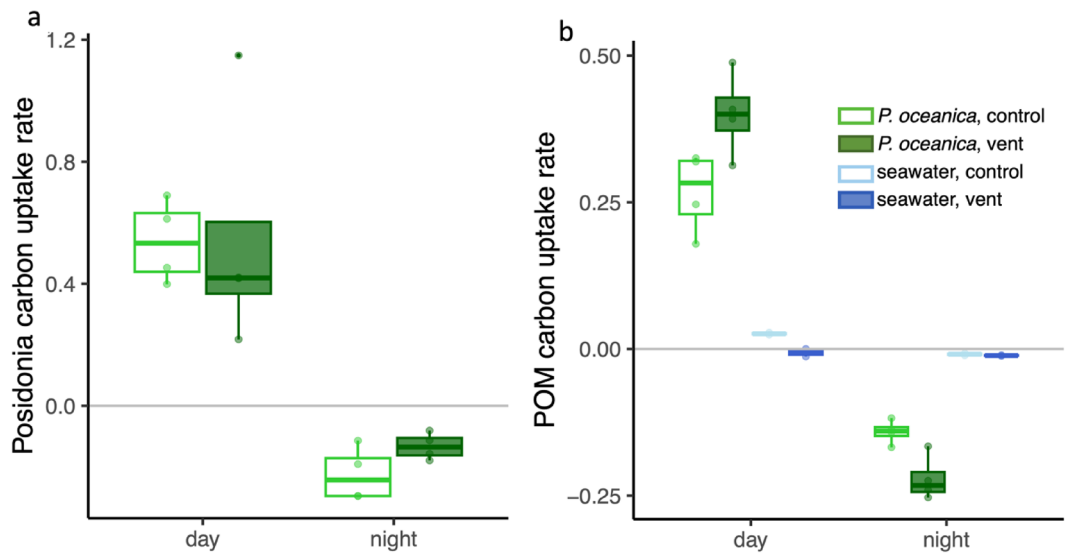 a
Posidonia carbon uptake rate
1.2
0.8
0.4
0.0
day
night
b
POM carbon uptake rate
0.50
0.25
0.00
−0.25
day
night
P. oceanica, control
P. oceanica, vent
seawater, control
seawater, vent